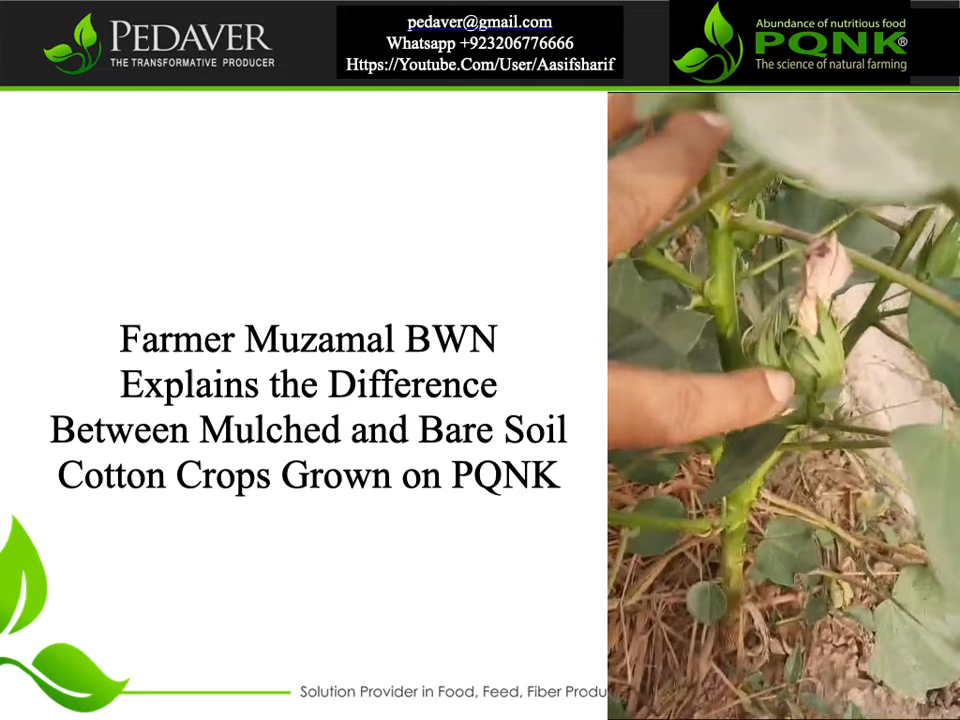 PEDAVER
THE TRANSFORMATIVE PRODUCER
pedaver@gmail.com
Whatsapp +923206776666
Https://Youtube.Com/User/Aasifsharif
Abundance of nutritious food
PQNK®
The science of natural farming
Farmer Muzamal BWN
Explains the Difference
Between Mulched and Bare Soil
Cotton Crops Grown on PQNK
Solution Provider in Food, Feed, Fiber Produ